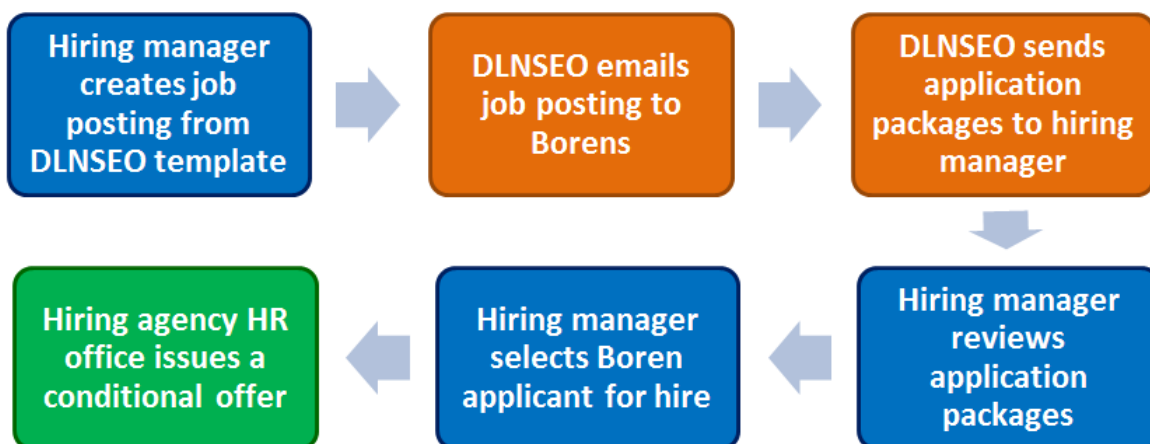 Hiring manager
creates job
posting from
DLNSEO template
DLNSEO emails
job posting to
Borens
DLNSEO sends
application
packages to hiring
manager
Hiring manager
reviews
application
packages
Hiring manager
selects Boren
applicant for hire
Hiring agency HR
office issues a
conditional offer